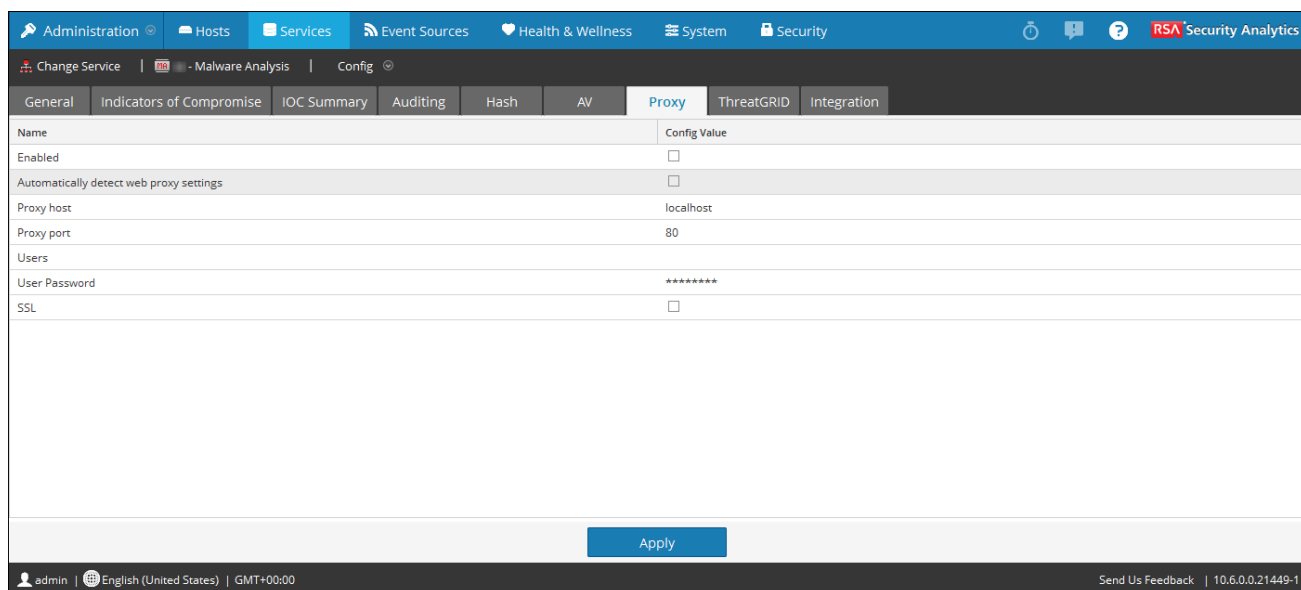 Administration Hosts Services Event Sources Health & Wellness System Security RSA Security Analytics
Change Service | MA - Malware Analysis | Config
General Indicators of Compromise IOC Summary Auditing Hash AV Proxy ThreatGRID Integration
Name Config Value
Enabled
Automatically detect web proxy settings
Proxy host localhost
Proxy port 80
Users
User Password ********
SSL
Apply
admin | English (United States) | GMT+00:00 Send Us Feedback | 10.6.0.0.21449-1